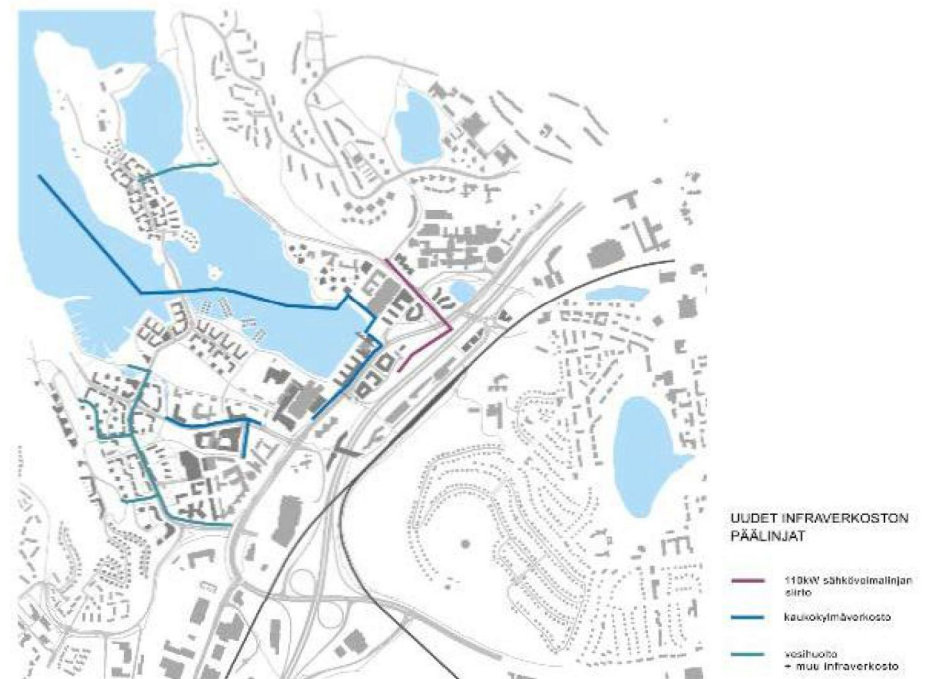 UUDET INFRAVERKOSTON
PÄÄLINJAT
110kW sähkövoimalinjan
siirto
kaukokylmäverkosto
vesihuolto
+ muu infraverkosto